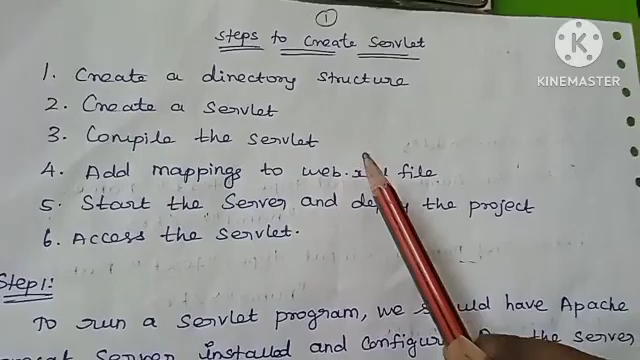 1
Steps to Create Servlet
1. Create a directory structure
2. Create a Servlet
3. Compile the Servlet
4. Add mappings to web. file
5. Start the Server and the project
6. Access the Servlet.
Step1:
To run a Servlet program, we should have Apache
Server installed and the server
KINEMASTER